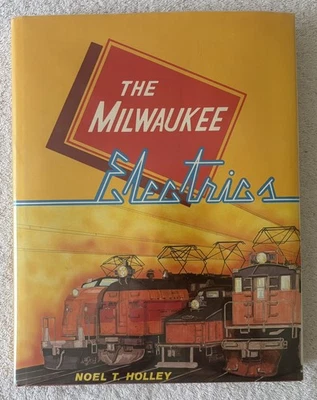 THE
MILWAUKEE
Electrics
NOEL T. HOLLEY